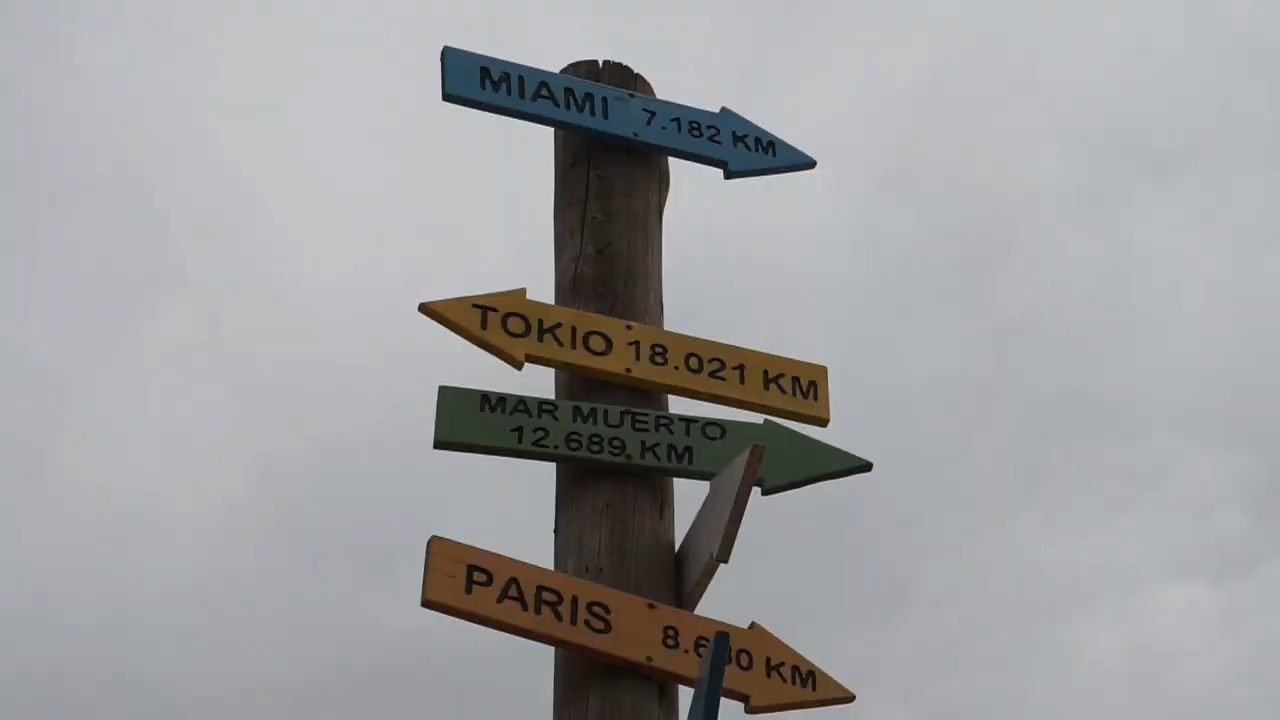 MIAMI 7.182 KM
TOKIO 18.021 KM
MAR MUERTO
12.689 KM
PARIS KM